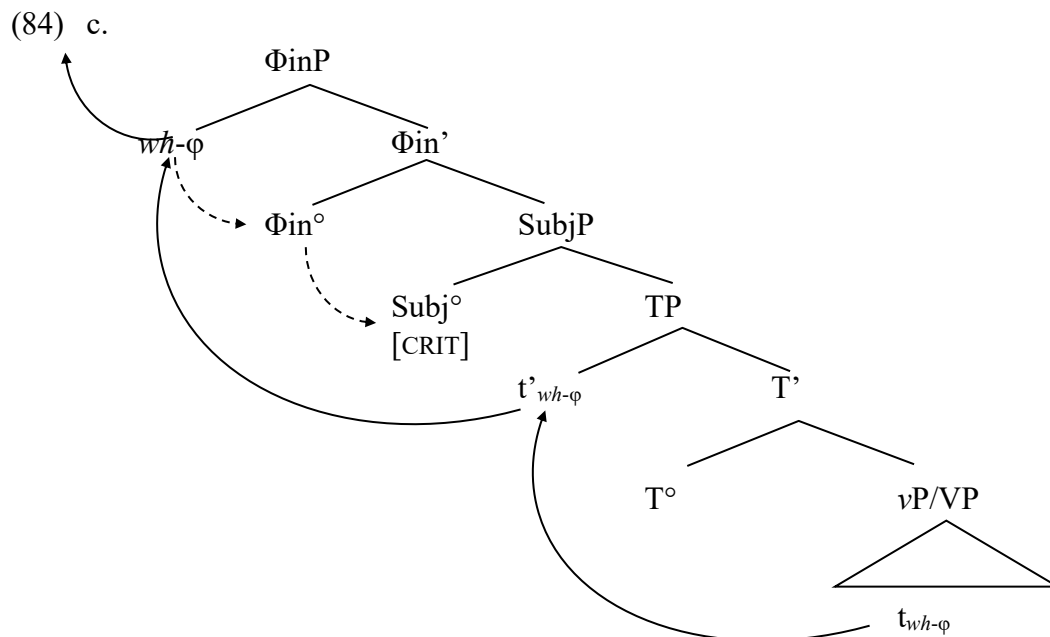 (84) c.
ΦinP
wh-φ Φin’
Φin° SubjP
Subj° TP
[CRIT]
t’wh-φ T’
T° vP/VP
twh-φ